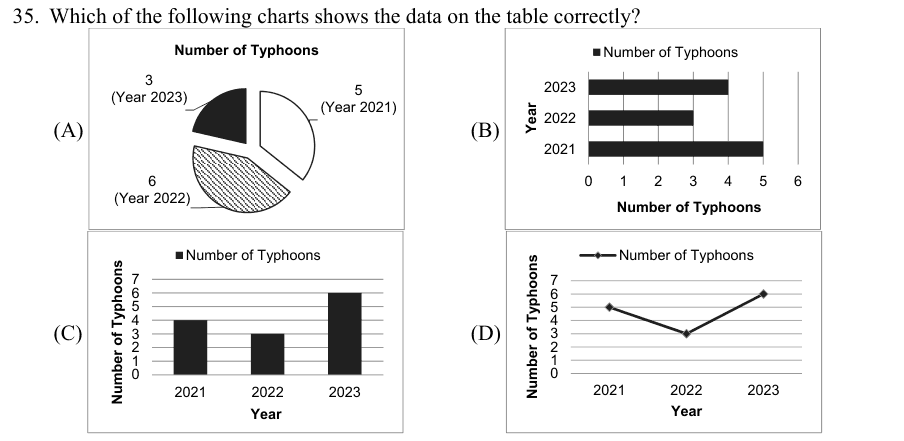 35. Which of the following charts shows the data on the table correctly?
(A)
Number of Typhoons
3
(Year 2023)
5
(Year 2021)
6
(Year 2022)
(B)
Number of Typhoons
Year
2023
2022
2021
0 1 2 3 4 5 6
Number of Typhoons
(C)
Number of Typhoons
Number of Typhoons
7
6
5
4
3
2
1
0
2021 2022 2023
Year
(D)
Number of Typhoons
Number of Typhoons
7
6
5
4
3
2
1
0
2021 2022 2023
Year